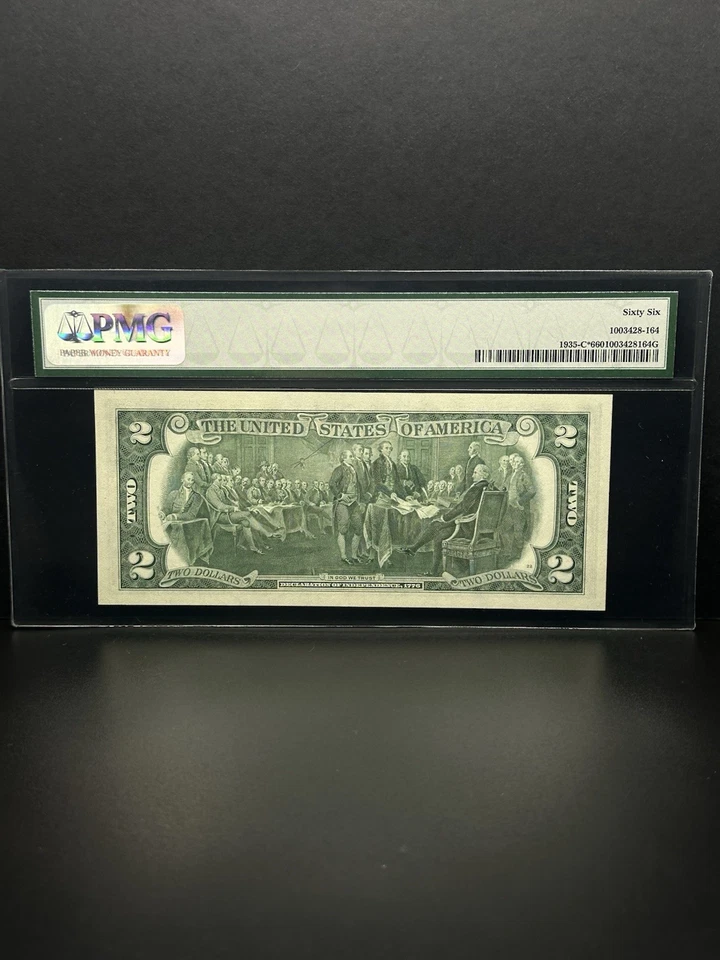 PMG
PAPER MONEY GUARANTY
Sixty Six
1003428-164
1935-C*6601003428164G
2 THE UNITED STATES OF AMERICA 2
TWO
TWO
2 TWO DOLLARS IN GOD WE TRUST TWO DOLLARS 2
DECLARATION OF INDEPENDENCE, 1776